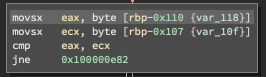 movsx   eax, byte [rbp-0x110 {var_118}]
movsx   ecx, byte [rbp-0x107 {var_10f}]
cmp     eax, ecx
jne     0x100000e82